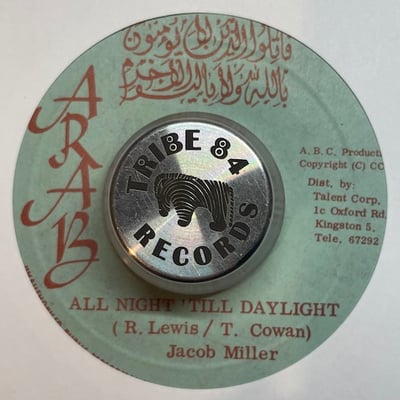 قاتلوا الذين لا يؤمنون
بالله ولا باليوم الآخر
ARAB
TRIBE 84
RECORDS
A. B. C. Product
Copyright (C) CC
Dist. by:
Talent Corp.
1c Oxford Rd.
Kingston 5,
Tele, 67292
ALL NIGHT 'TILL DAYLIGHT
( R. Lewis / T. Cowan)
Jacob Miller